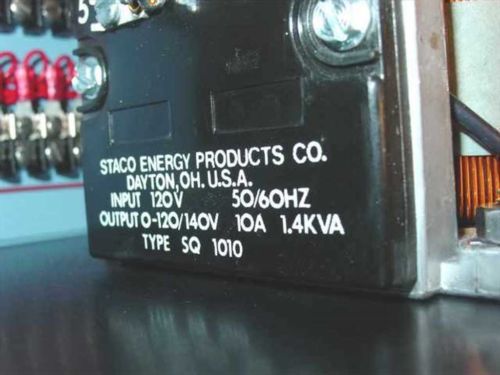 5
STACO ENERGY PRODUCTS CO.
DAYTON, OH. U.S.A.
INPUT 120V 50/60HZ
OUTPUT 0-120/140V 10A 1.4KVA
TYPE SQ 1010